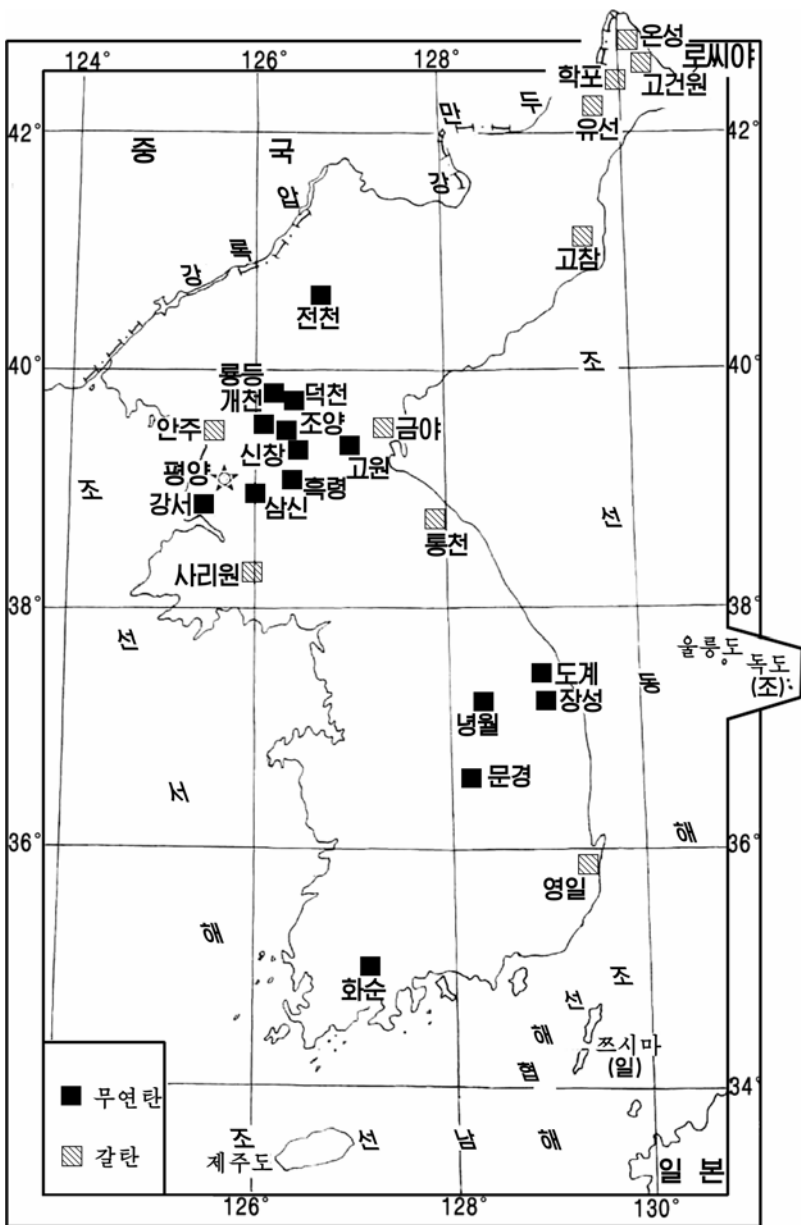 124° 126° 128°
온성
로씨야
학포
고건원
유선
42° 42°
만
두
강
중 국
압
록
강
고참
전천
40° 40°
룡등
개천
덕천
조양
안주
신창
금야
고원
평양
흑령
강서
삼신
통천
사리원
조 선 동 해
38° 38°
울릉도
독도
(조)
도계
녕월
장성
문경
조 선 서 해
36° 36°
영일
화순
조 선 해 협
쯔시마
(일)
34°
무연탄
갈탄
조 선 남 해
제주도
일 본
126° 128° 130°